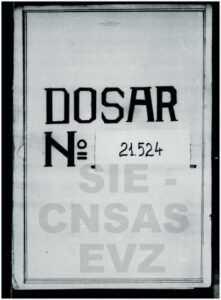 DOSAR
Nº 21.524
SIE -
CNSAS
EVZ